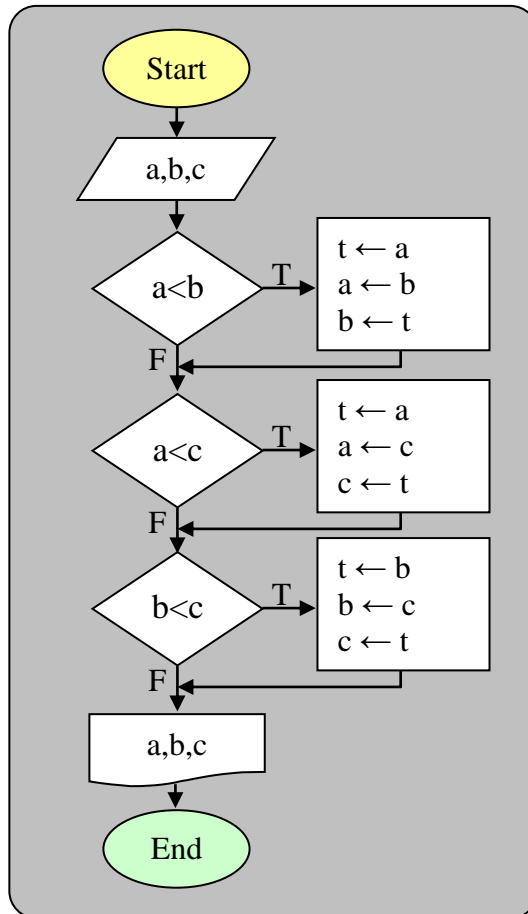 Start
a,b,c
a<b
T
t ← a
a ← b
b ← t
F
a<c
T
t ← a
a ← c
c ← t
F
b<c
T
t ← b
b ← c
c ← t
F
a,b,c
End